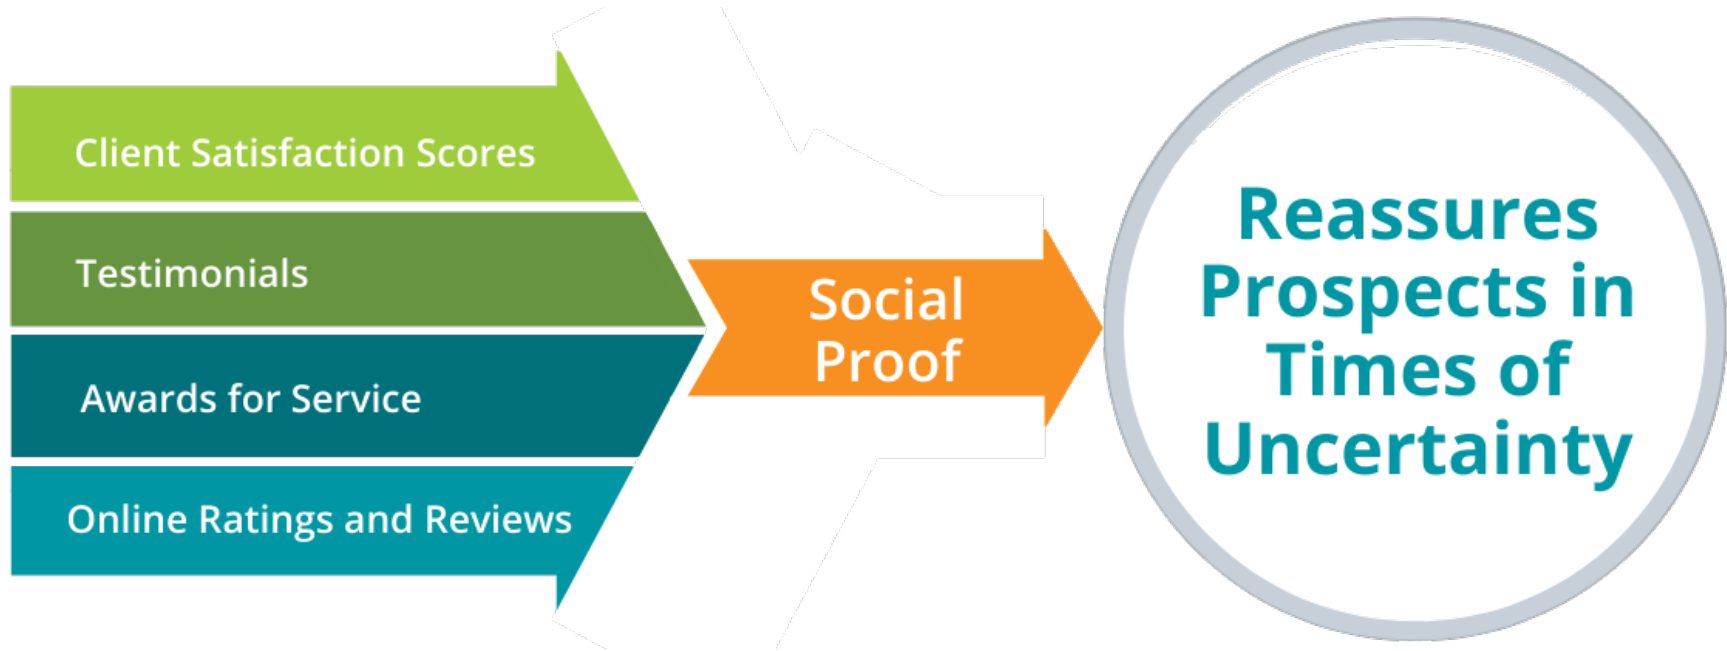 Client Satisfaction Scores
Testimonials
Awards for Service
Online Ratings and Reviews
Social
Proof
Reassures
Prospects in
Times of
Uncertainty